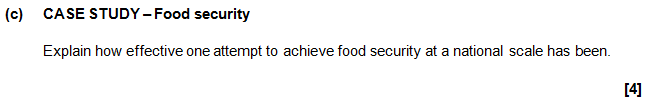 (c) CASE STUDY – Food security
Explain how effective one attempt to achieve food security at a national scale has been.
[4]